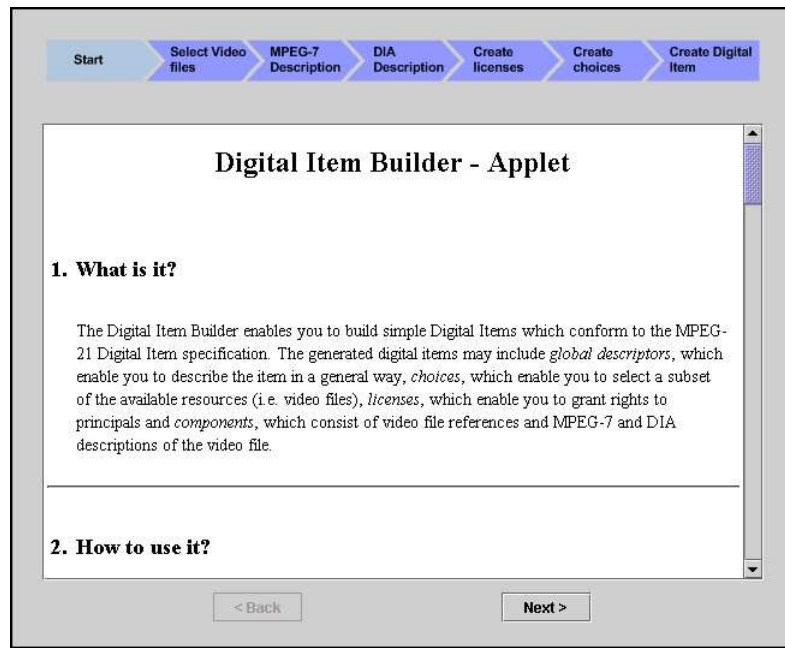 Start
Select Video
files
MPEG-7
Description
DIA
Description
Create
licenses
Create
choices
Create Digital
Item
Digital Item Builder - Applet
1. What is it?
The Digital Item Builder enables you to build simple Digital Items which conform to the MPEG-
21 Digital Item specification. The generated digital items may include global descriptors, which
enable you to describe the item in a general way, choices, which enable you to select a subset
of the available resources (i.e. video files), licenses, which enable you to grant rights to
principals and components, which consist of video file references and MPEG-7 and DIA
descriptions of the video file.
2. How to use it?
< Back
Next >